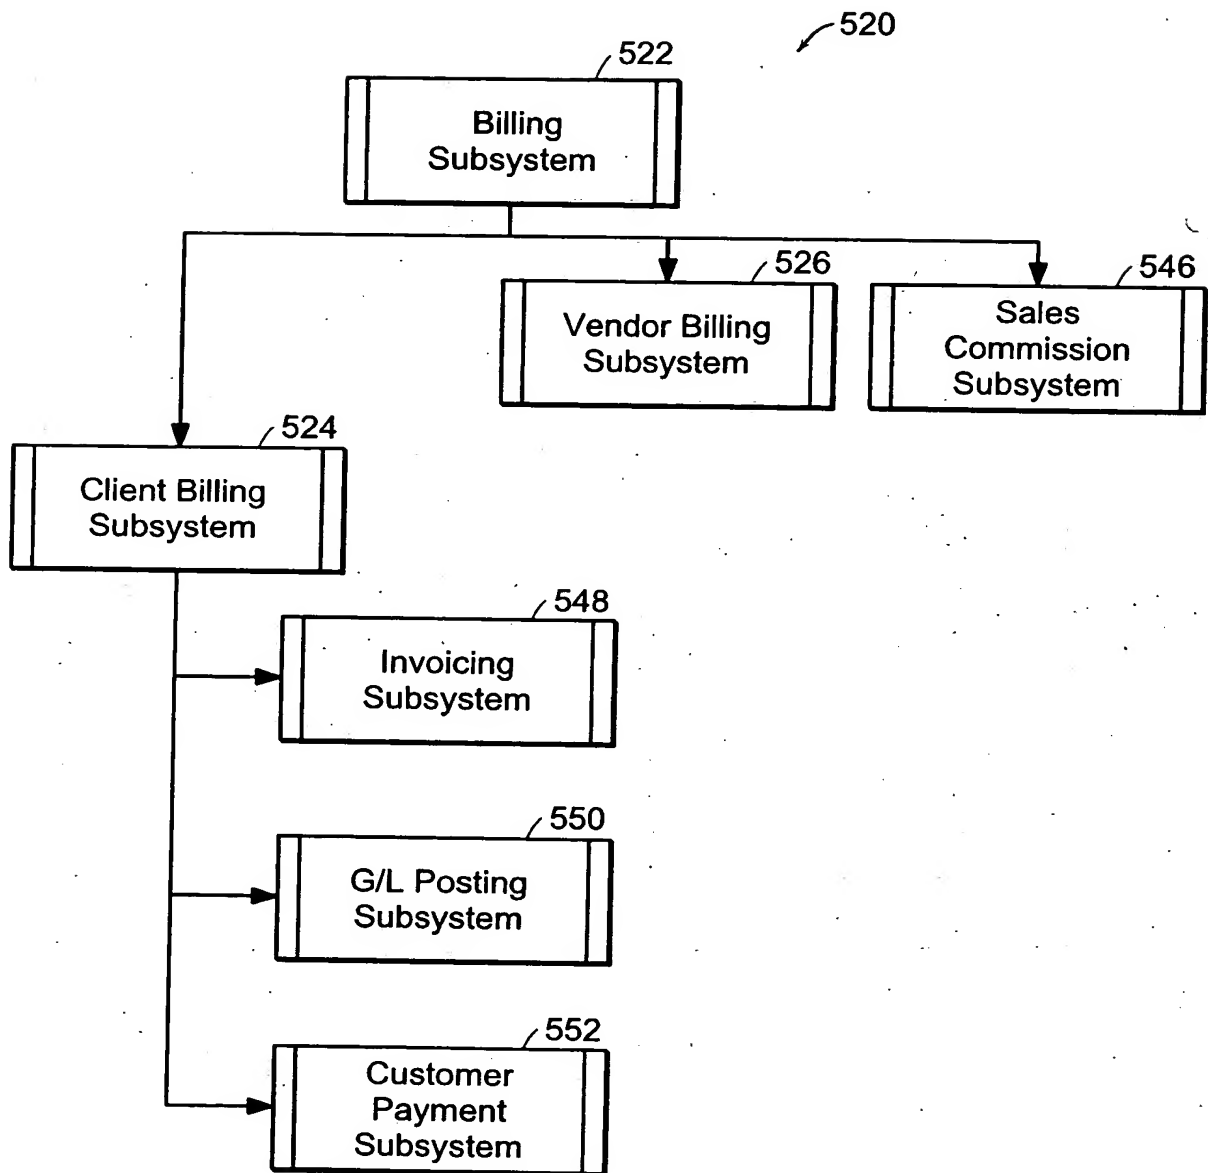 520
522
Billing
Subsystem
526
Vendor Billing
Subsystem
546
Sales
Commission
Subsystem
524
Client Billing
Subsystem
548
Invoicing
Subsystem
550
G/L Posting
Subsystem
552
Customer
Payment
Subsystem